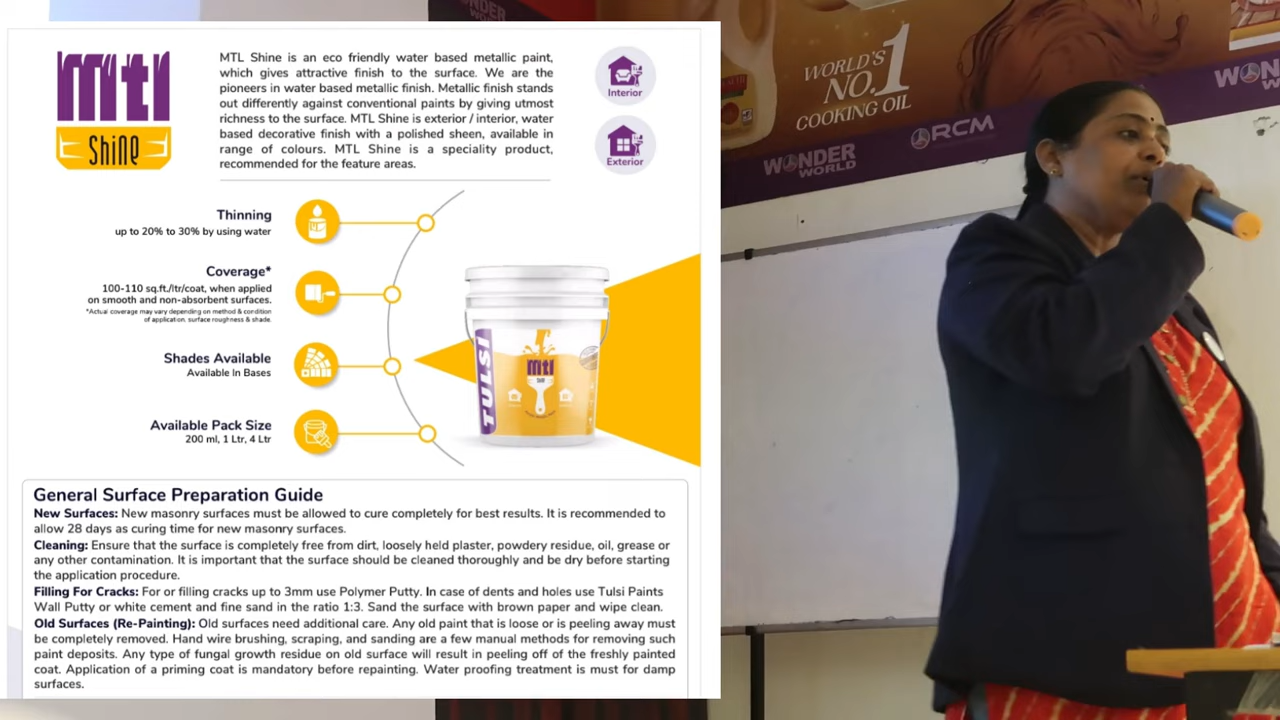 WONDER
WORLD
WORLD'S
NO.1
COOKING OIL
RCM
WONDER
WORLD
mtl
Shine
MTL Shine is an eco friendly water based metallic paint,
which gives attractive finish to the surface. We are the
pioneers in water based metallic finish. Metallic finish stands
out differently against conventional paints by giving utmost
richness to the surface. MTL Shine is exterior / interior, water
based decorative finish with a polished sheen, available in
range of colours. MTL Shine is a speciality product,
recommended for the feature areas.
Interior
Exterior
Thinning
up to 20% to 30% by using water
Coverage*
100-110 sq.ft./ltr/coat, when applied
on smooth and non-absorbent surfaces.
*Actual coverage may vary depending on method & condition
of application, surface roughness & shade.
Shades Available
Available In Bases
Available Pack Size
200 ml, 1 Ltr, 4 Ltr
TULSI
mtl
General Surface Preparation Guide
New Surfaces: New masonry surfaces must be allowed to cure completely for best results. It is recommended to
allow 28 days as curing time for new masonry surfaces.
Cleaning: Ensure that the surface is completely free from dirt, loosely held plaster, powdery residue, oil, grease or
any other contamination. It is important that the surface should be cleaned thoroughly and be dry before starting
the application procedure.
Filling For Cracks: For or filling cracks up to 3mm use Polymer Putty. In case of dents and holes use Tulsi Paints
Wall Putty or white cement and fine sand in the ratio 1:3. Sand the surface with brown paper and wipe clean.
Old Surfaces (Re-Painting): Old surfaces need additional care. Any old paint that is loose or is peeling away must
be completely removed. Hand wire brushing, scraping, and sanding are a few manual methods for removing such
paint deposits. Any type of fungal growth residue on old surface will result in peeling off of the freshly painted
coat. Application of a priming coat is mandatory before repainting. Water proofing treatment is must for damp
surfaces.